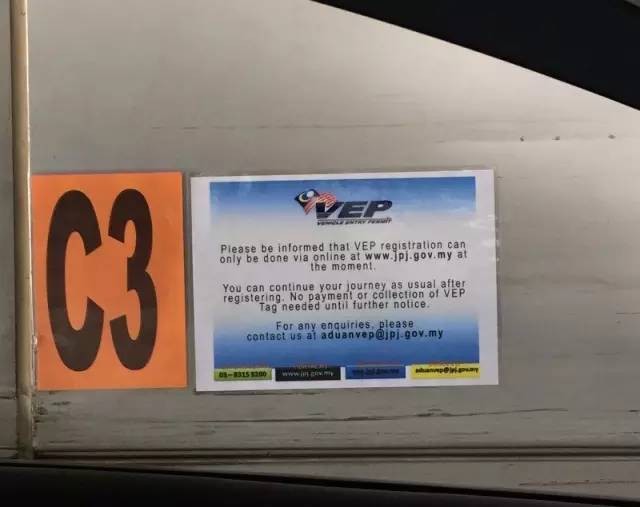 C3
VEP
VEHICLE ENTRY PERMIT
Please be informed that VEP registration can
only be done via online at www.jpj.gov.my at
the moment.
You can continue your journey as usual after
registering. No payment or collection of VEP
Tag needed until further notice.
For any enquiries, please
contact us at aduanvep@jpj.gov.my
03-8315 8200
www.jpj.gov.my
aduanvep@jpj.gov.my